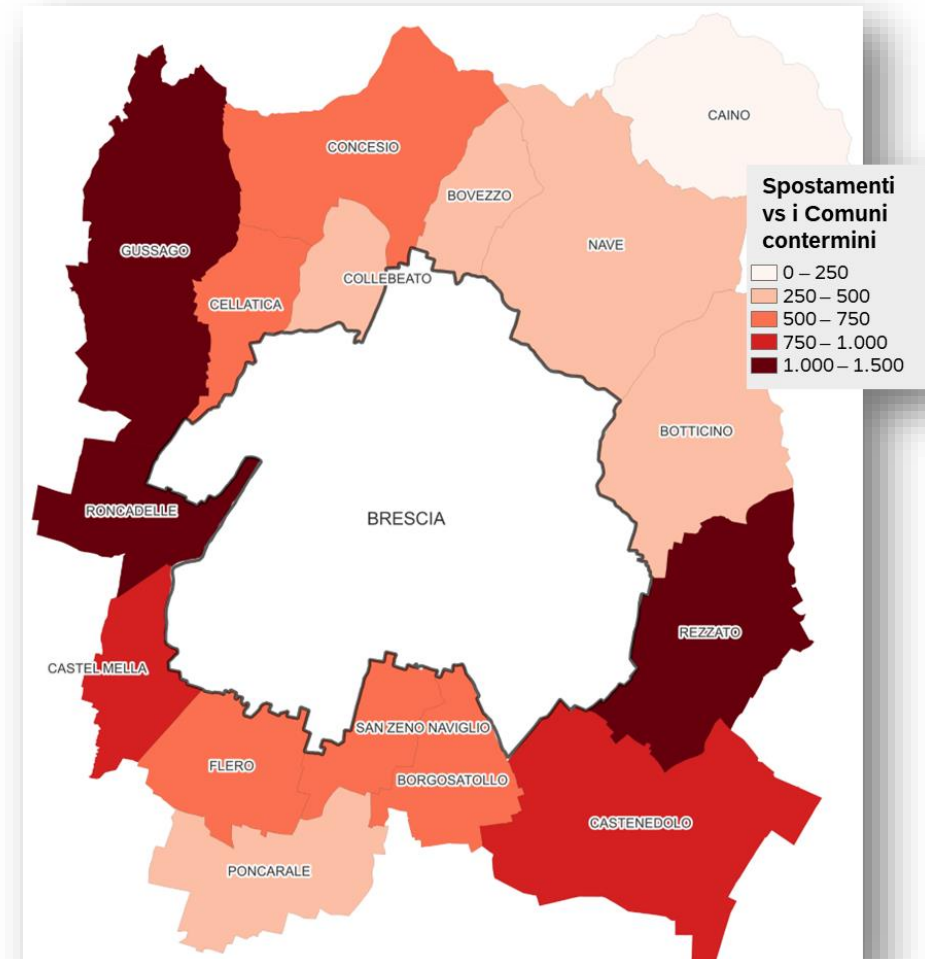 CAINO
CONCESIO
BOVEZZO
NAVE
GUSSAGO
COLLEBEATO
CELLATICA
BOTTICINO
RONCADELLE
BRESCIA
REZZATO
CASTEL MELLA
SAN ZENO NAVIGLIO
FLERO
BORGOSATOLLO
CASTENEDOLO
PONCARALE
Spostamenti
vs i Comuni
contermini
0 – 250
250 – 500
500 – 750
750 – 1.000
1.000 – 1.500